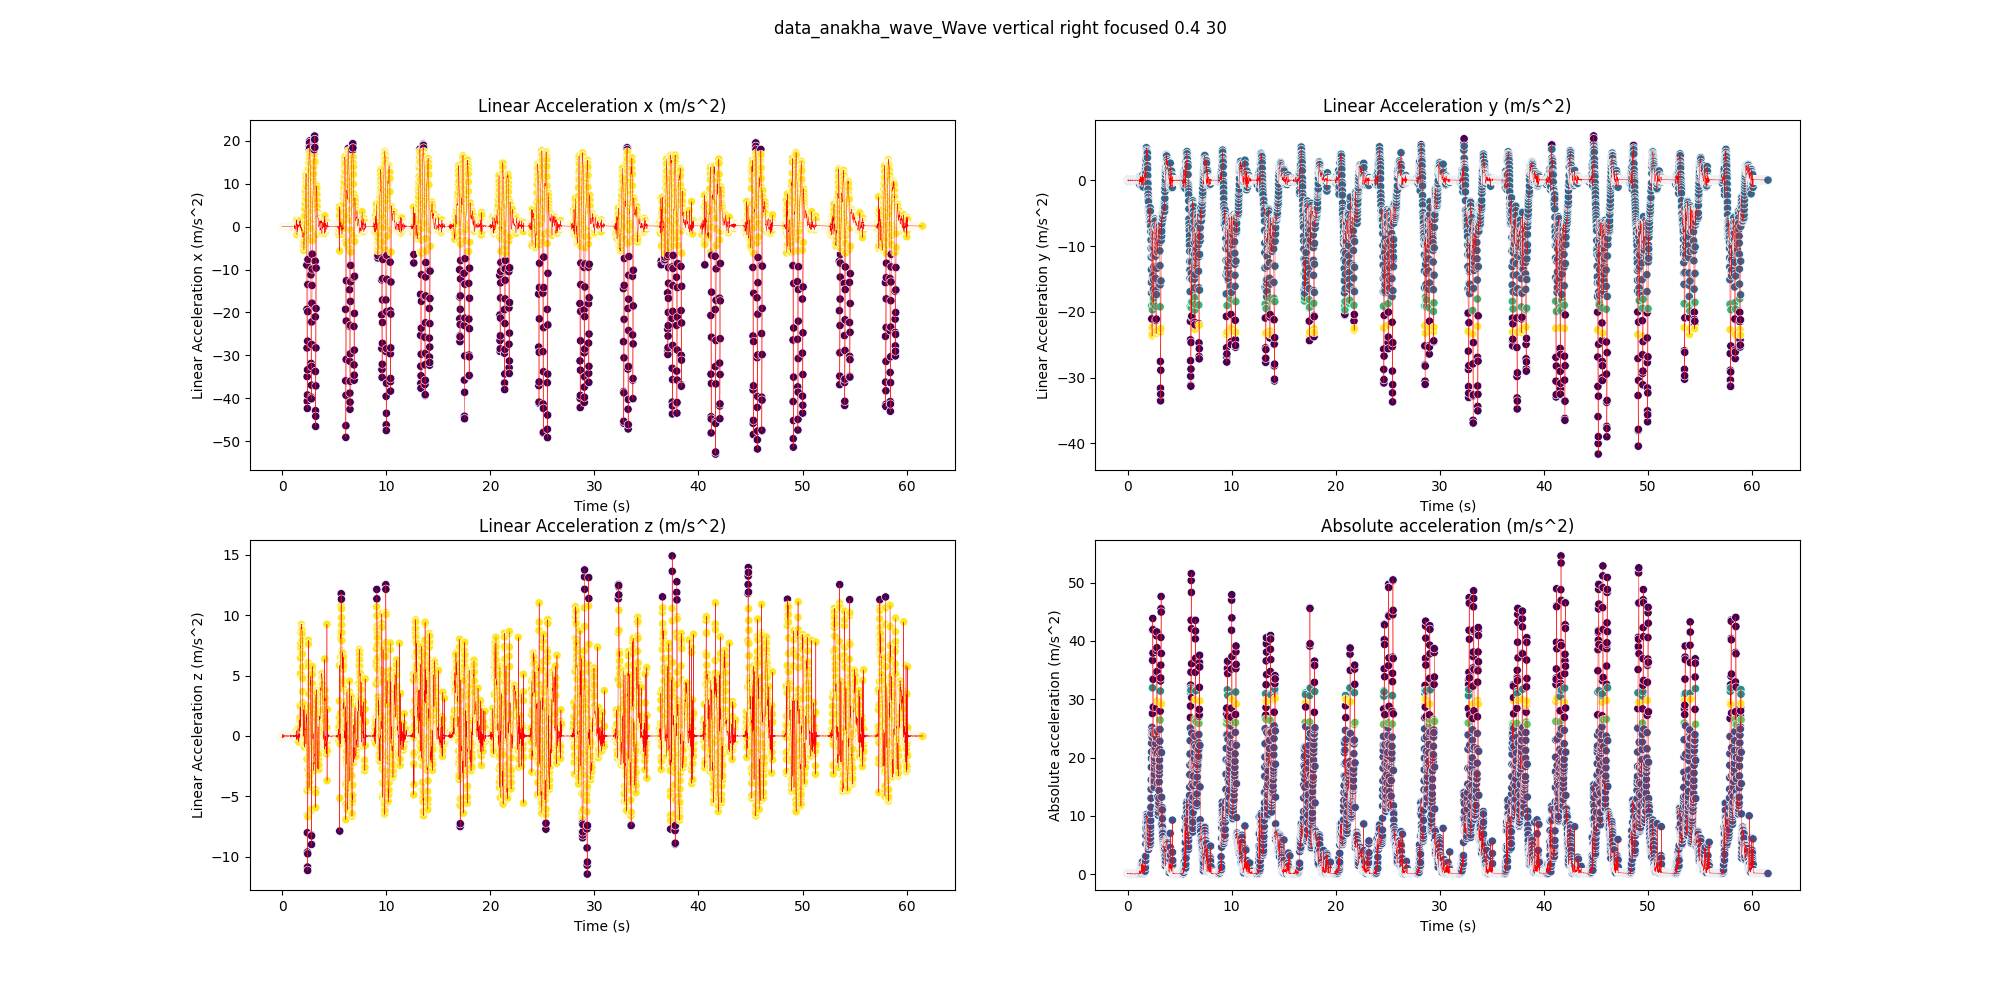 data_anakha_wave_Wave vertical right focused 0.4 30
Linear Acceleration x (m/s^2)
Linear Acceleration x (m/s^2)
20
10
0
−10
−20
−30
−40
−50
0 10 20 30 40 50 60
Time (s)
Linear Acceleration y (m/s^2)
Linear Acceleration y (m/s^2)
0
−10
−20
−30
−40
0 10 20 30 40 50 60
Time (s)
Linear Acceleration z (m/s^2)
Linear Acceleration z (m/s^2)
15
10
5
0
−5
−10
0 10 20 30 40 50 60
Time (s)
Absolute acceleration (m/s^2)
Absolute acceleration (m/s^2)
50
40
30
20
10
0
0 10 20 30 40 50 60
Time (s)